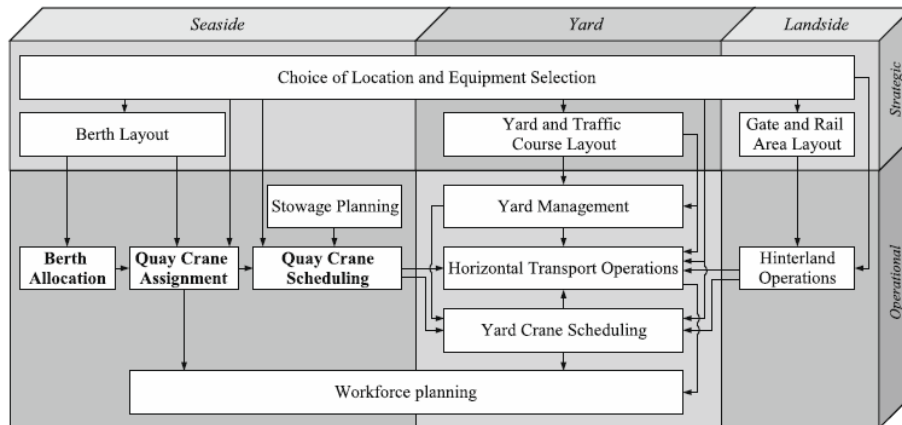 Seaside
Yard
Landside
Choice of Location and Equipment Selection
Strategic
Berth Layout
Yard and Traffic
Course Layout
Gate and Rail
Area Layout
Stowage Planning
Yard Management
Berth
Allocation
Quay Crane
Assignment
Quay Crane
Scheduling
Horizontal Transport Operations
Hinterland
Operations
Operational
Yard Crane Scheduling
Workforce planning